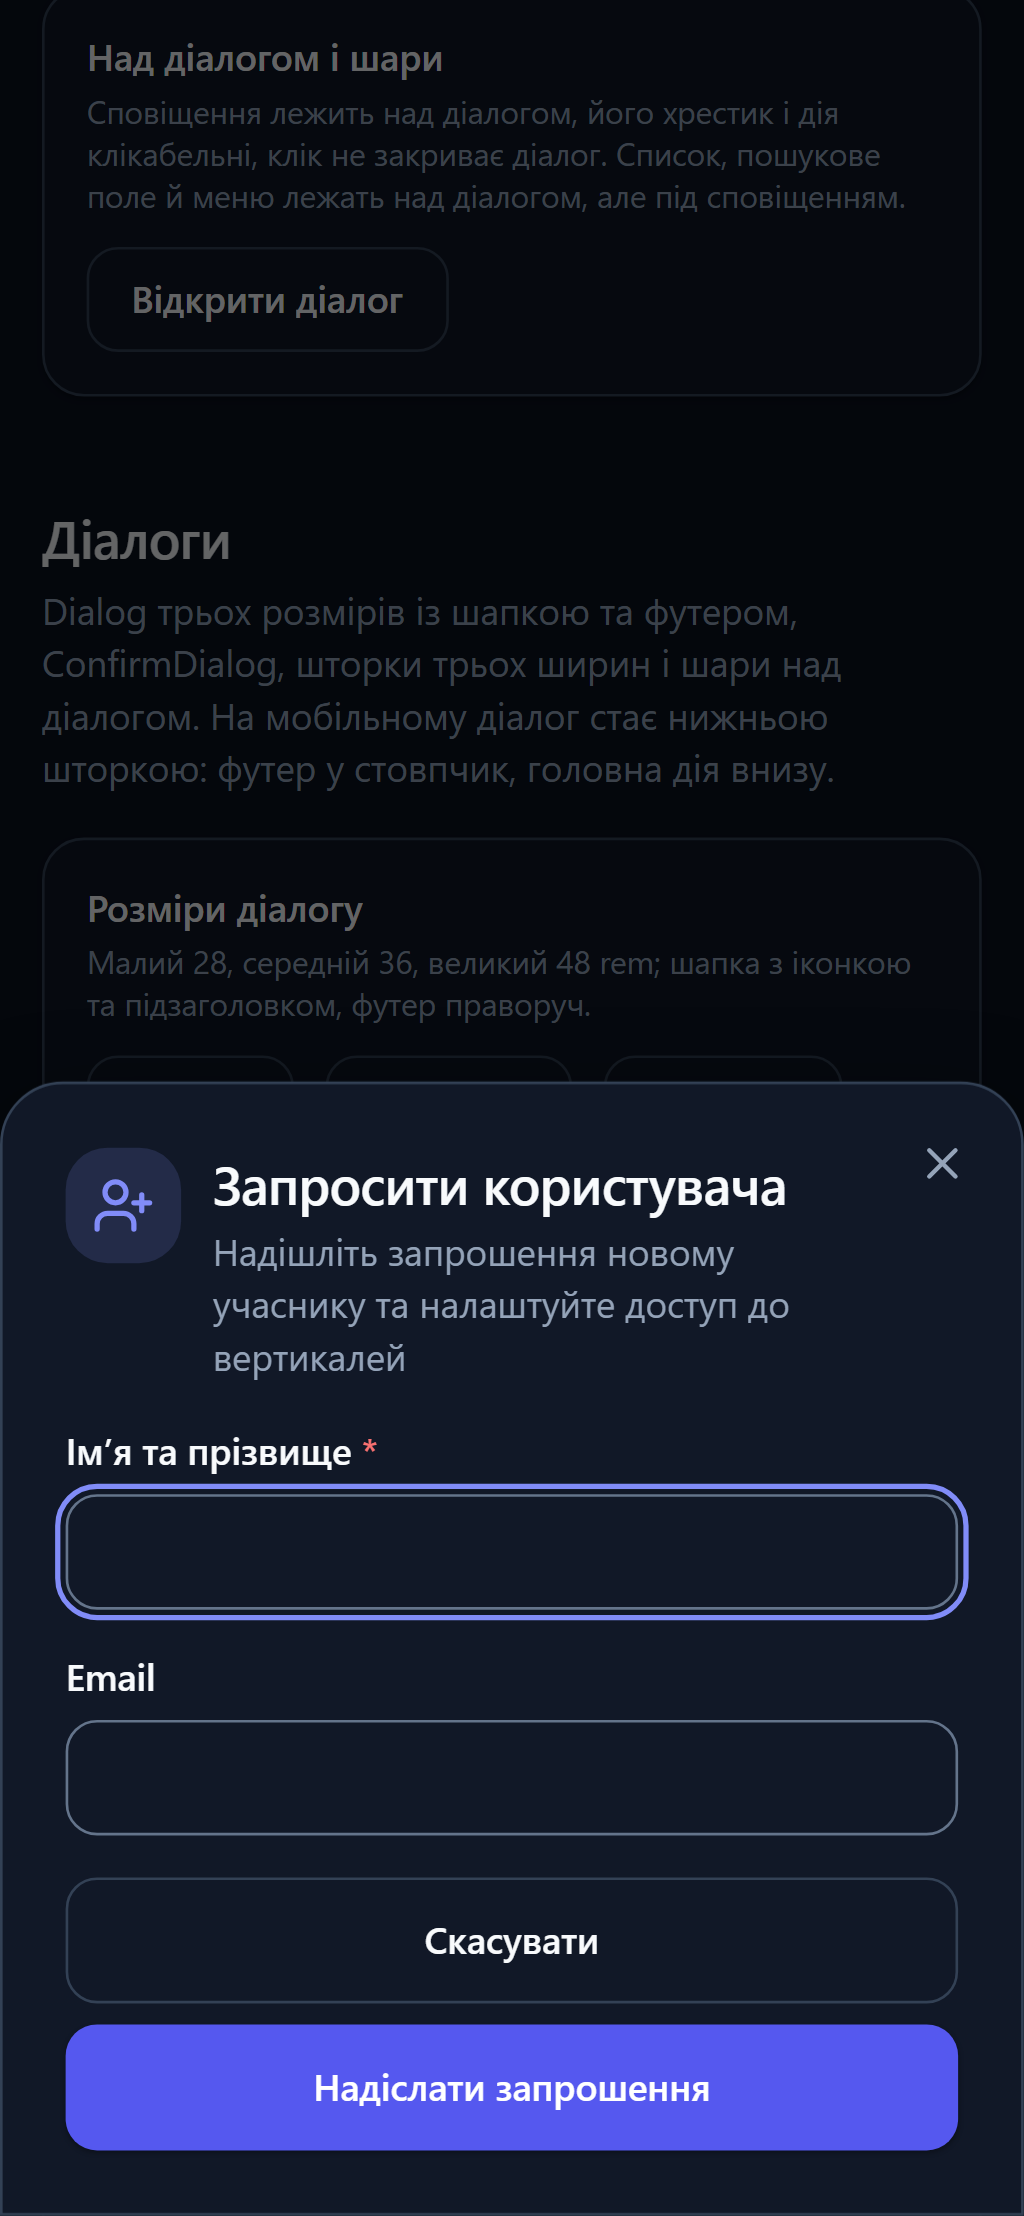 Над діалогом і шари
Сповіщення лежить над діалогом, його хрестик і дія
клікабельні, клік не закриває діалог. Список, пошукове
поле й меню лежать над діалогом, але під сповіщенням.
Відкрити діалог
Діалоги
Dialog трьох розмірів із шапкою та футером,
ConfirmDialog, шторки трьох ширин і шари над
діалогом. На мобільному діалог стає нижньою
шторкою: футер у стовпчик, головна дія внизу.
Розміри діалогу
Малий 28, середній 36, великий 48 rem; шапка з іконкою
та підзаголовком, футер праворуч.
Запросити користувача
Надішліть запрошення новому
учаснику та налаштуйте доступ до
вертикалей
Ім’я та прізвище *
Email
Скасувати
Надіслати запрошення